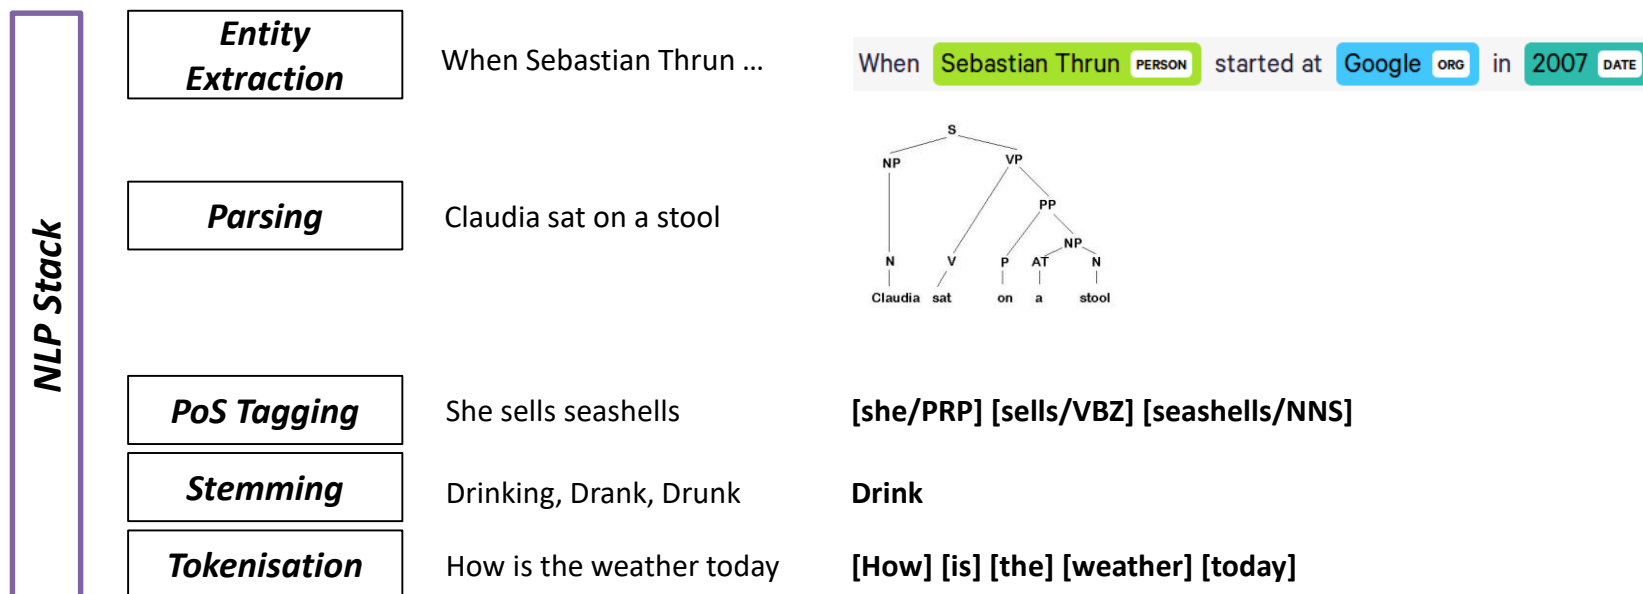 NLP Stack
Entity
Extraction
When Sebastian Thrun …
When Sebastian Thrun PERSON started at Google ORG in 2007 DATE
Parsing
Claudia sat on a stool
S
NP VP
PP
NP
N V P AT N
Claudia sat on a stool
PoS Tagging
She sells seashells
[she/PRP] [sells/VBZ] [seashells/NNS]
Stemming
Drinking, Drank, Drunk
Drink
Tokenisation
How is the weather today
[How] [is] [the] [weather] [today]